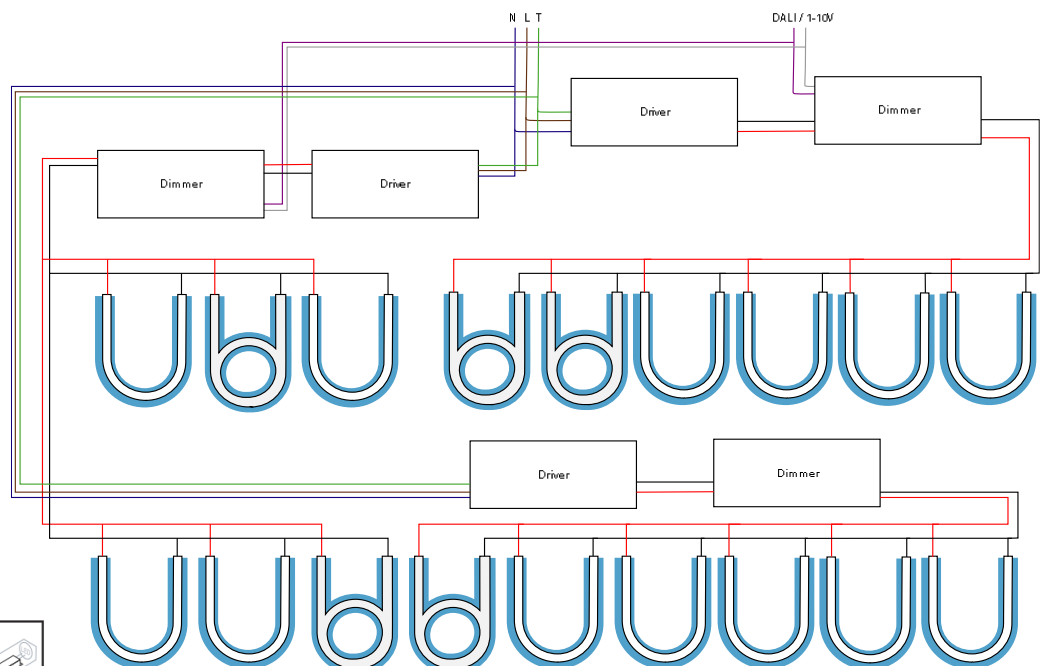 N L T
DALI / 1-10V
Driver
Dimmer
Dimmer
Driver
Driver
Dimmer